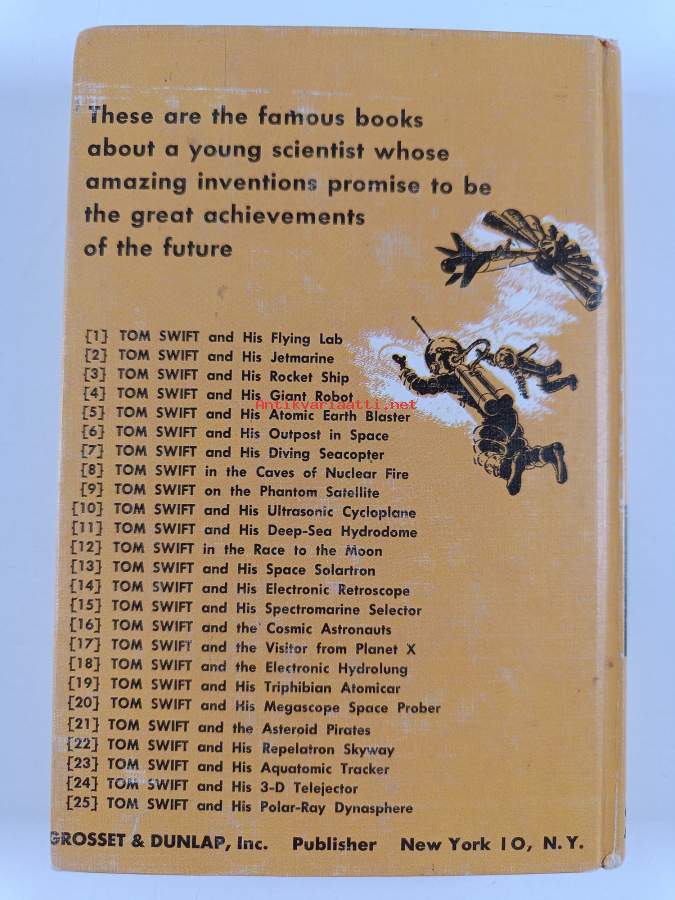 These are the famous books
about a young scientist whose
amazing inventions promise to be
the great achievements
of the future
[1] TOM SWIFT and His Flying Lab
[2] TOM SWIFT and His Jetmarine
[3] TOM SWIFT and His Rocket Ship
[4] TOM SWIFT and His Giant Robot
Antikvariaatti.net
[5] TOM SWIFT and His Atomic Earth Blaster
[6] TOM SWIFT and His Outpost in Space
[7] TOM SWIFT and His Diving Seacopter
[8] TOM SWIFT in the Caves of Nuclear Fire
[9] TOM SWIFT on the Phantom Satellite
[10] TOM SWIFT and His Ultrasonic Cycloplane
[11] TOM SWIFT and His Deep-Sea Hydrodome
[12] TOM SWIFT in the Race to the Moon
[13] TOM SWIFT and His Space Solartron
[14] TOM SWIFT and His Electronic Retroscope
[15] TOM SWIFT and His Spectromarine Selector
[16] TOM SWIFT and the Cosmic Astronauts
[17] TOM SWIFT and the Visitor from Planet X
[18] TOM SWIFT and the Electronic Hydrolung
[19] TOM SWIFT and His Triphibian Atomicar
[20] TOM SWIFT and His Megascope Space Prober
[21] TOM SWIFT and the Asteroid Pirates
[22] TOM SWIFT and His Repelatron Skyway
[23] TOM SWIFT and His Aquatomic Tracker
[24] TOM SWIFT and His 3-D Telejector
[25] TOM SWIFT and His Polar-Ray Dynasphere
GROSSET & DUNLAP, Inc. Publisher New York 10, N. Y.